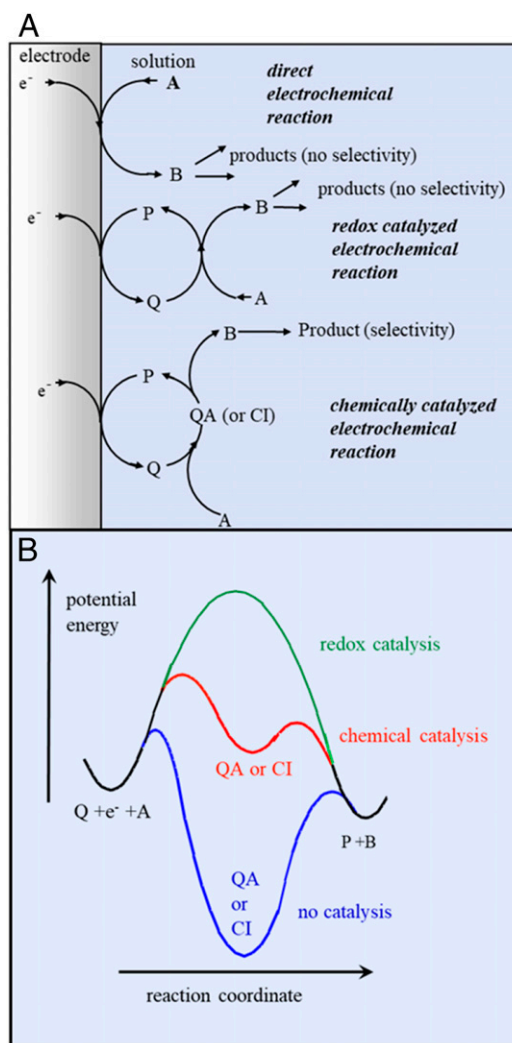 A
electrode
solution
e-
A
direct
electrochemical
reaction
B
products (no selectivity)
products (no selectivity)
e-
P
B
redox catalyzed
electrochemical
reaction
Q
A
B
Product (selectivity)
e-
P
QA (or CI)
chemically catalyzed
electrochemical
reaction
Q
A
B
potential
energy
redox catalysis
chemical catalysis
QA or CI
Q +e- +A
P +B
QA
or
CI
no catalysis
reaction coordinate